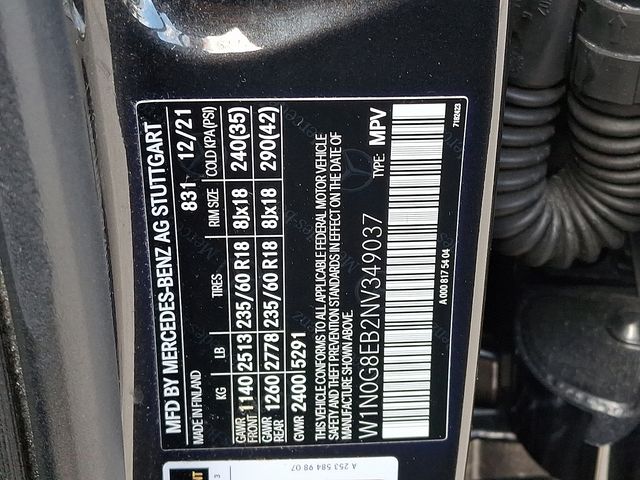 MFD BY MERCEDES-BENZ AG STUTTGART
MADE IN FINLAND 831 12/21
KG LB TIRES RIM SIZE COLD KPA(PSI)
GAWR FRONT 1140 2513 235/60 R18 8Jx18 240(35)
GAWR REAR 1260 2778 235/60 R18 8Jx18 290(42)
GWR 2400 5291
THIS VEHICLE CONFORMS TO ALL APPLICABLE FEDERAL MOTOR VEHICLE
SAFETY AND THEFT PREVENTION STANDARDS IN EFFECT ON THE DATE OF
MANUFACTURE SHOWN ABOVE.
W1N0G8EB2NV349037 TYPE: MPV
A 000 817 54 04
7182423
A 253 584 98 07